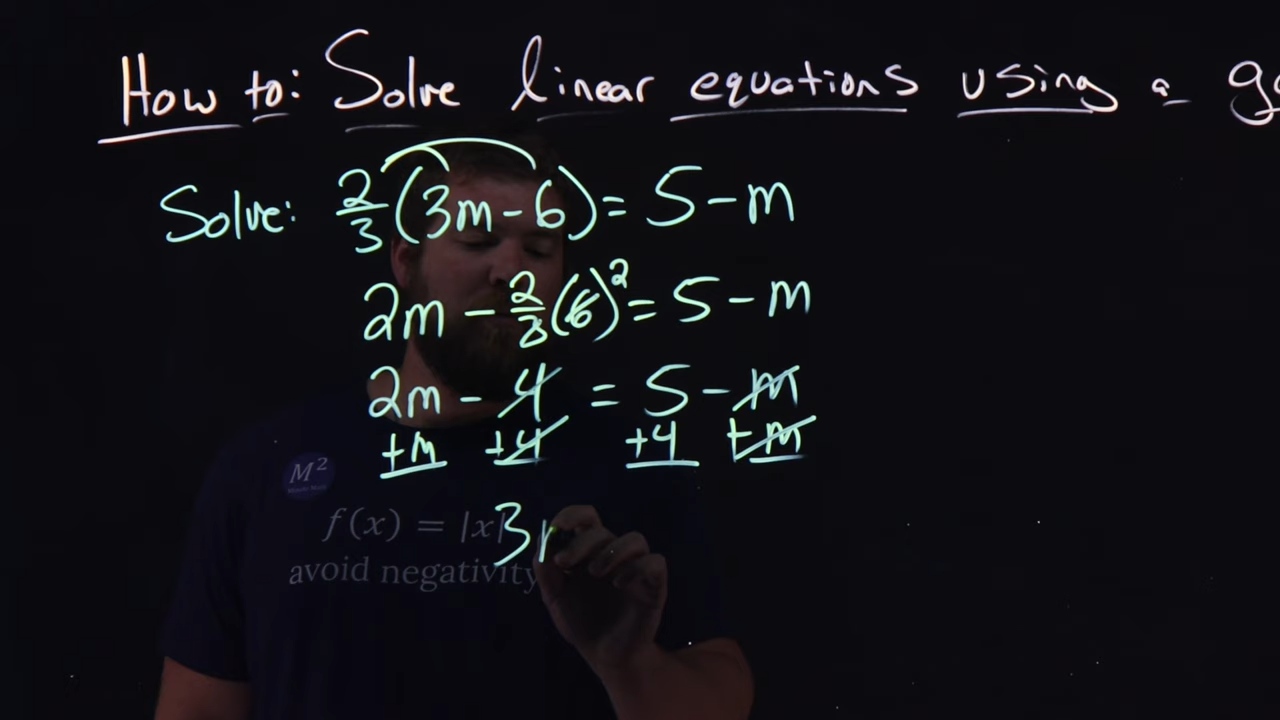 How to: Solve linear equations using a
Solve: 2/3 (3m - 6) = 5 - m
2m - 2/3 (6)² = 5 - m
2m - 4 = 5 - m
+m +4 +4 +m
M²
f(x) = |x|
avoid negativity
3